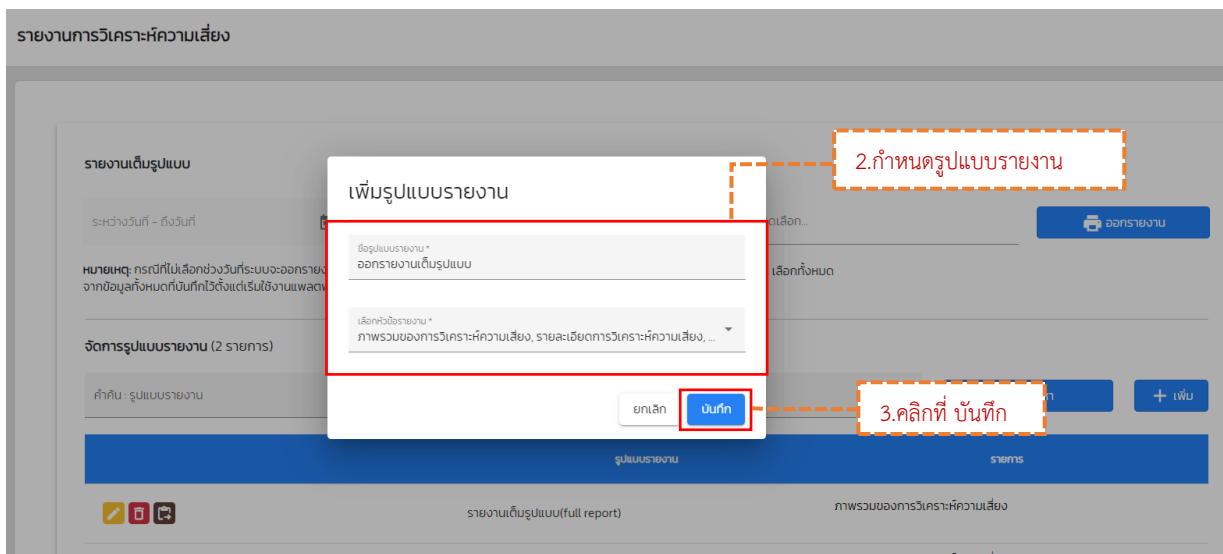 รายงานการวิเคราะห์ความเสี่ยง
รายงานเต็มรูปแบบ
2.กำหนดรูปแบบรายงาน
เพิ่มรูปแบบรายงาน
ระหว่างวันที่ - ถึงวันที่
ดเลือก...
ออกรายงาน
ชื่อรูปแบบรายงาน *
ออกรายงานเต็มรูปแบบ
หมายเหตุ: กรณีที่ไม่เลือกช่วงวันที่ระบบจะออกรายง
เลือกทั้งหมด
จากข้อมูลทั้งหมดที่บันทึกไว้ตั้งแต่เริ่มใช้งานแพลตฟ
เลือกหัวข้อรายงาน *
ภาพรวมของการวิเคราะห์ความเสี่ยง, รายละเอียดการวิเคราะห์ความเสี่ยง, ...
จัดการรูปแบบรายงาน (2 รายการ)
คำค้น : รูปแบบรายงาน
ยกเลิก
บันทึก
3.คลิกที่ บันทึก
+ เพิ่ม
รูปแบบรายงาน
รายการ
รายงานเต็มรูปแบบ(full report)
ภาพรวมของการวิเคราะห์ความเสี่ยง